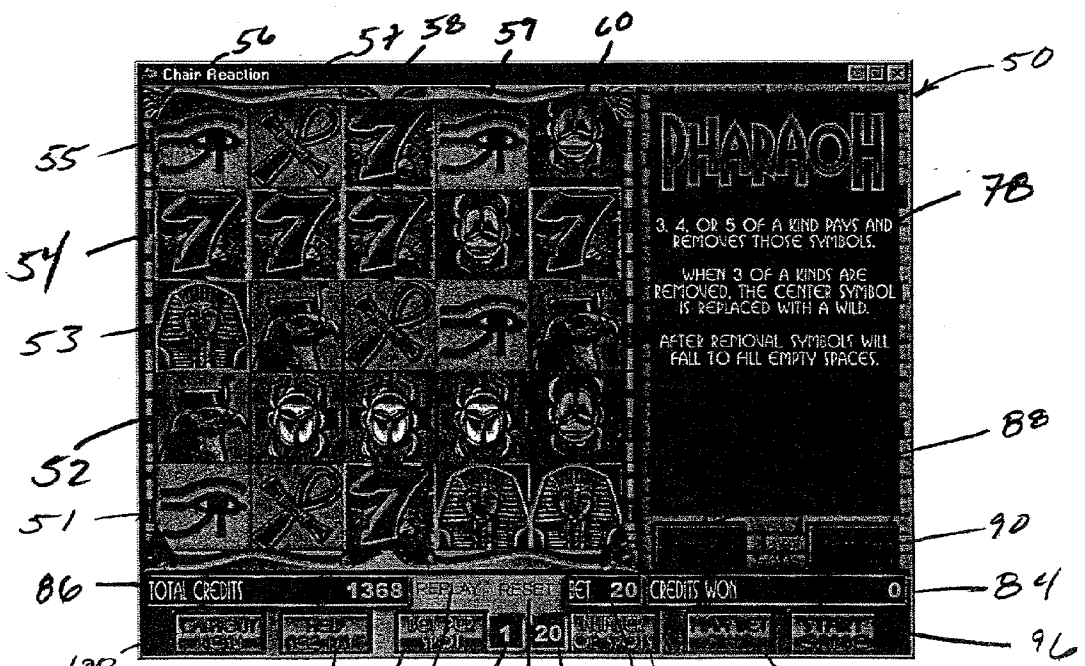 56 57 58 59 60
Chair Reaction
50
55
PHARAOH
78
3, 4, OR 5 OF A KIND PAYS AND
REMOVES THOSE SYMBOLS.
54
WHEN 3 OF A KINDS ARE
REMOVED, THE CENTER SYMBOL
IS REPLACED WITH A WILD.
53
AFTER REMOVAL, SYMBOLS WILL
FALL TO FILL EMPTY SPACES.
52
88
51
90
86
TOTAL CREDITS 1368 REPLAY RESET BET 20 CREDITS WON 0
84
1 20
96